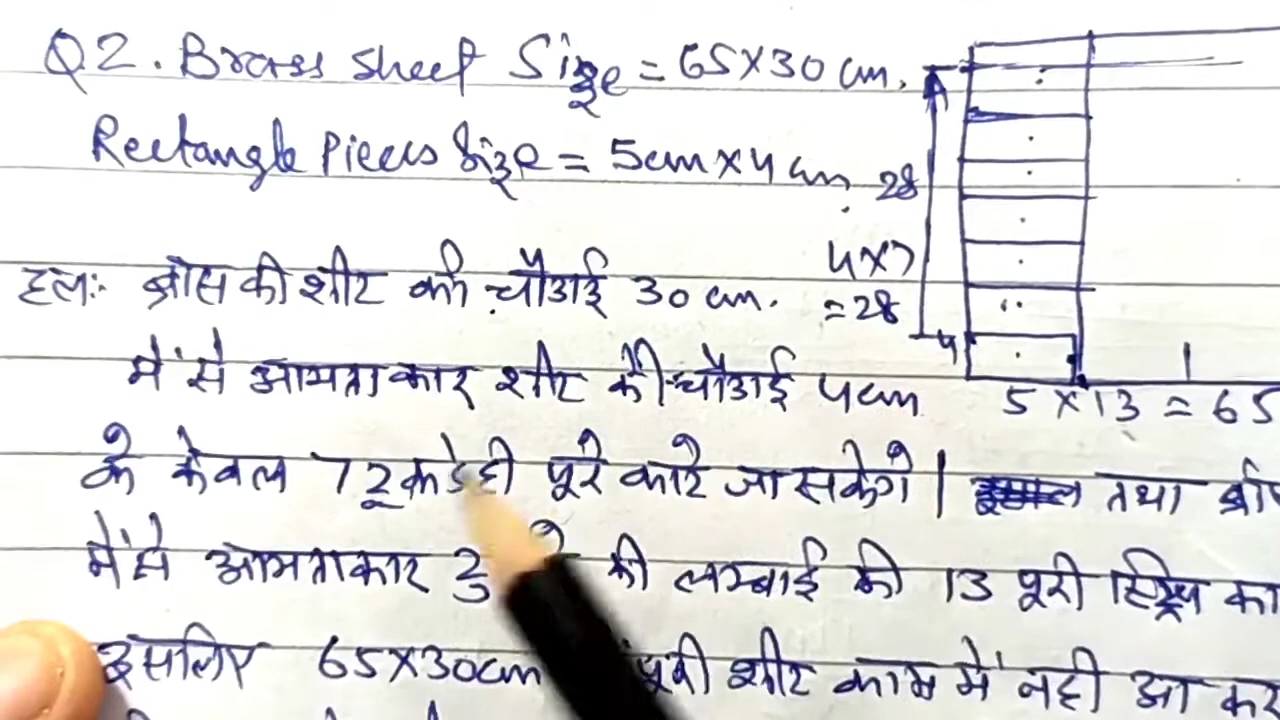 Q2. Brass sheet Size = 65×30 cm.
Rectangle Pieces Size = 5cm×4 cm.
28
4×7
=28
4
5 × 13 = 65
हलः- ब्रास की शीट की चौडाई 30 cm.
में से आयताकार शीट की चौडाई 4cm
के केवल 7 टूकडे ही पूरे काटे जा सकेगे | तथा
में से आयताकार की लम्बाई की 13 पूरी का
इसलिए 65×30cm पूरी शीट काम में नही आ कर